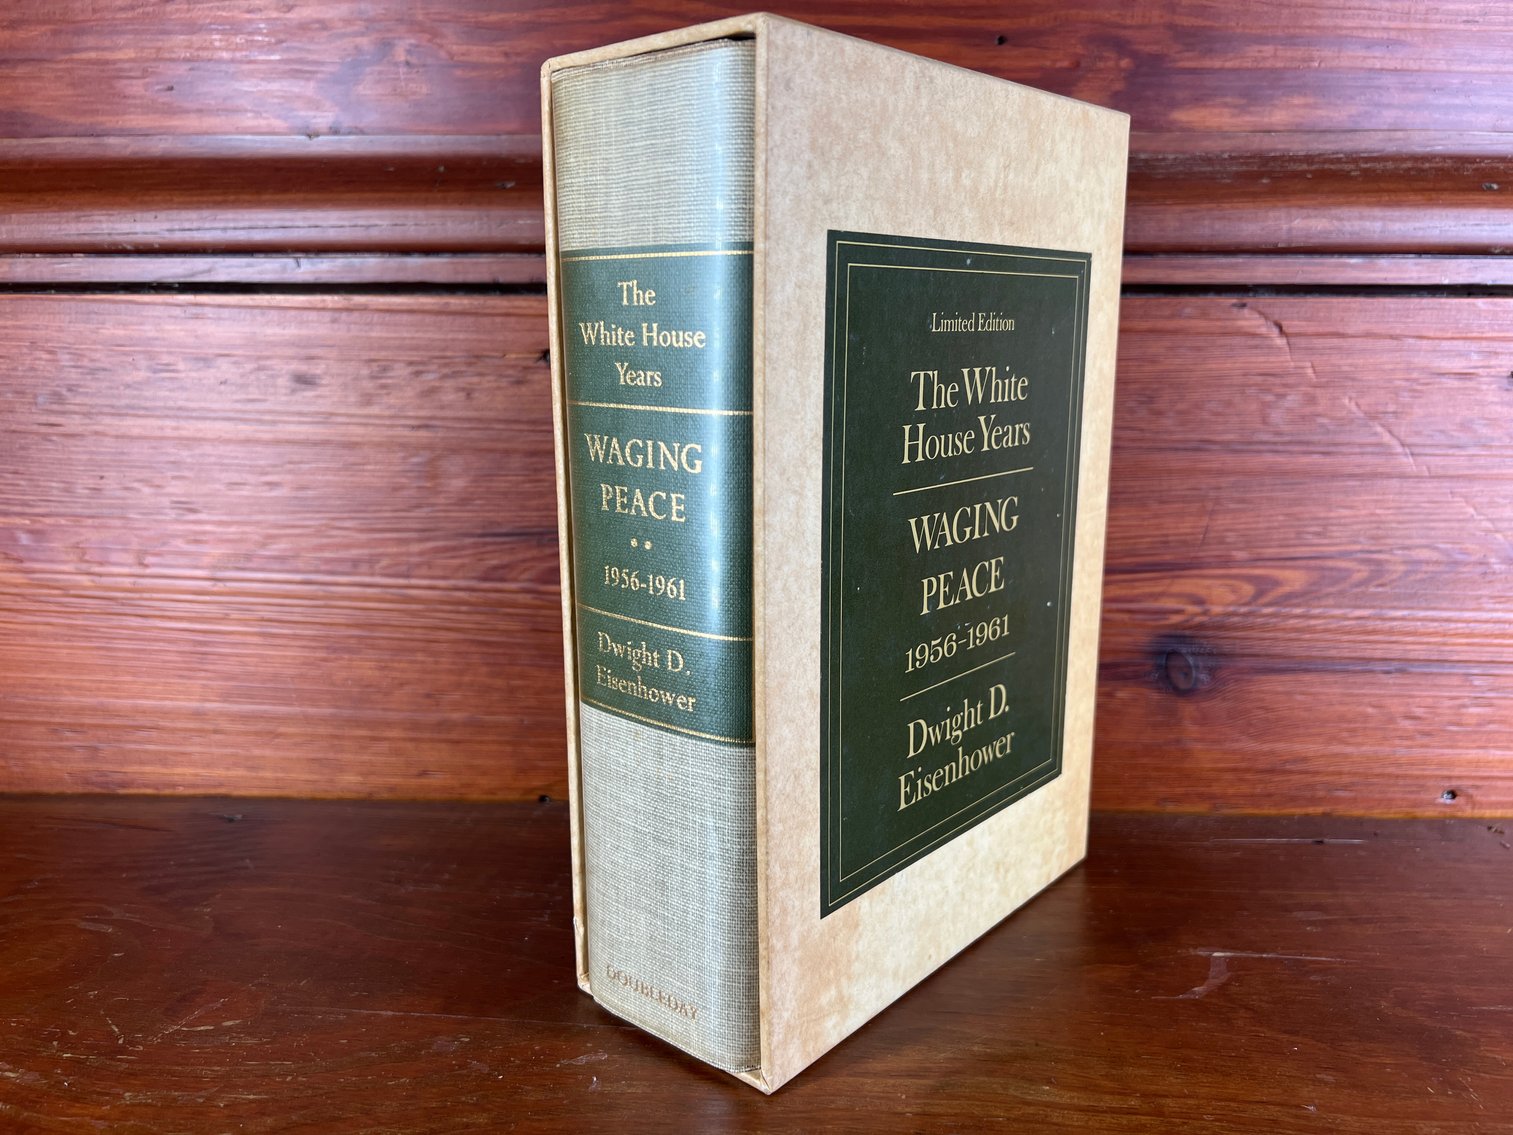 The
White House
Years
WAGING
PEACE
••
1956-1961
Dwight D.
Eisenhower
DOUBLEDAY
Limited Edition
The White
House Years
WAGING
PEACE
1956-1961
Dwight D.
Eisenhower